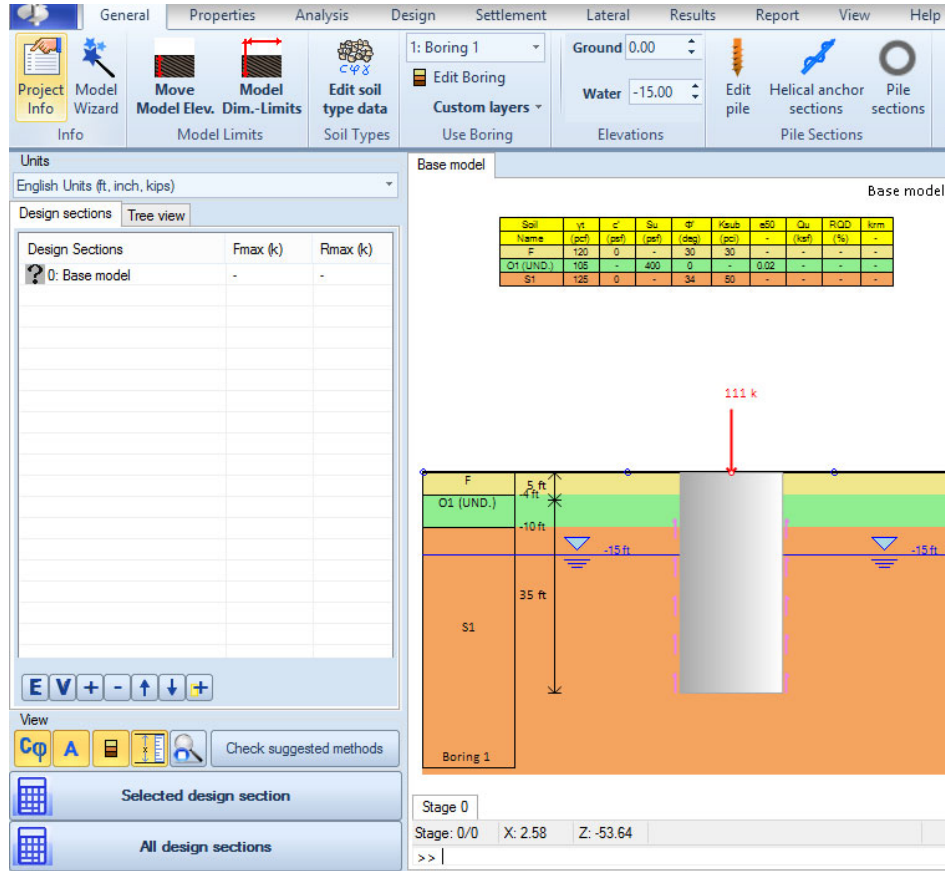 General Properties Analysis Design Settlement Lateral Results Report View Help
Project Info
Model Wizard
Move Model Elev.
Model Dim.-Limits
cφγ
Edit soil type data
1: Boring 1
Edit Boring
Custom layers
Ground 0.00
Water -15.00
Edit pile
Helical anchor sections
Pile sections
Info Model Limits Soil Types Use Boring Elevations Pile Sections
Units
English Units (ft, inch, kips)
Design sections Tree view
Design Sections Fmax (k) Rmax (k)
0: Base model - -
E V + - +
View
Cφ A
Check suggested methods
Selected design section
All design sections
Base model
Base model
Soil γt c' Su Φ' Ksub e50 Qu RQD krm
Name (pcf) (psf) (psf) (deg) (pci) - (ksf) (%) -
F 120 0 - 30 30 - - - -
O1 (UND.) 105 - 400 0 - 0.02 - - -
S1 125 0 - 34 50 - - - -
111 k
F
5 ft
-4 ft
O1 (UND.)
-10 ft
-15 ft
-15 ft
35 ft
S1
Boring 1
Stage 0
Stage: 0/0 X: 2.58 Z: -53.64
>>